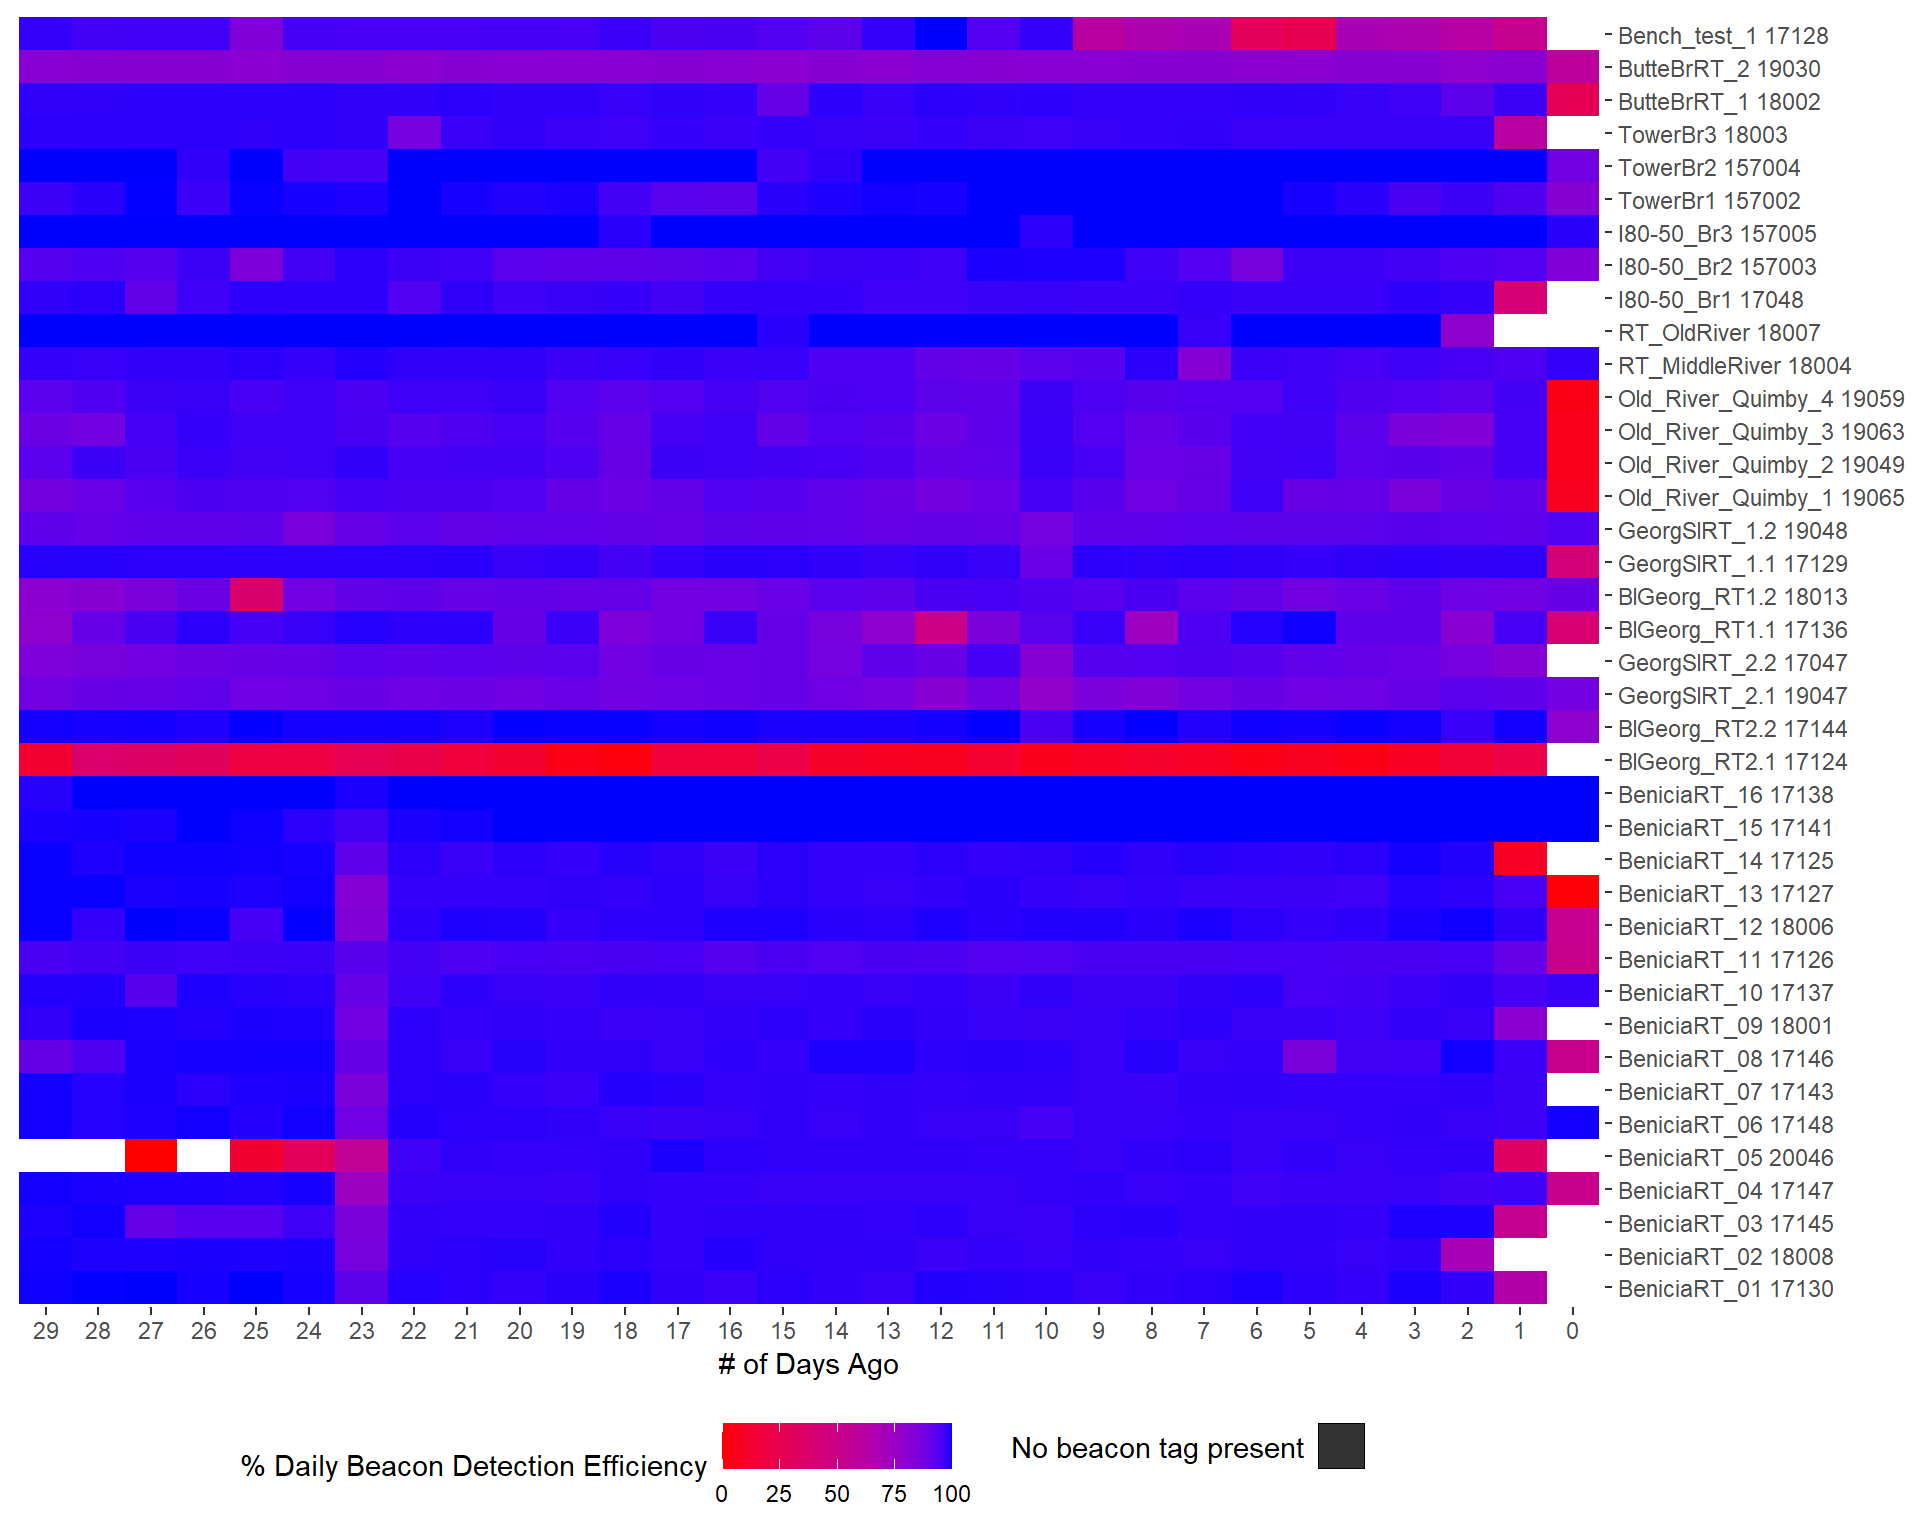 Bench_test_1 17128
ButteBrRT_2 19030
ButteBrRT_1 18002
TowerBr3 18003
TowerBr2 157004
TowerBr1 157002
I80-50_Br3 157005
I80-50_Br2 157003
I80-50_Br1 17048
RT_OldRiver 18007
RT_MiddleRiver 18004
Old_River_Quimby_4 19059
Old_River_Quimby_3 19063
Old_River_Quimby_2 19049
Old_River_Quimby_1 19065
GeorgSlRT_1.2 19048
GeorgSlRT_1.1 17129
BlGeorg_RT1.2 18013
BlGeorg_RT1.1 17136
GeorgSlRT_2.2 17047
GeorgSlRT_2.1 19047
BlGeorg_RT2.2 17144
BlGeorg_RT2.1 17124
BeniciaRT_16 17138
BeniciaRT_15 17141
BeniciaRT_14 17125
BeniciaRT_13 17127
BeniciaRT_12 18006
BeniciaRT_11 17126
BeniciaRT_10 17137
BeniciaRT_09 18001
BeniciaRT_08 17146
BeniciaRT_07 17143
BeniciaRT_06 17148
BeniciaRT_05 20046
BeniciaRT_04 17147
BeniciaRT_03 17145
BeniciaRT_02 18008
BeniciaRT_01 17130
29 28 27 26 25 24 23 22 21 20 19 18 17 16 15 14 13 12 11 10 9 8 7 6 5 4 3 2 1 0
# of Days Ago
% Daily Beacon Detection Efficiency
0 25 50 75 100
No beacon tag present